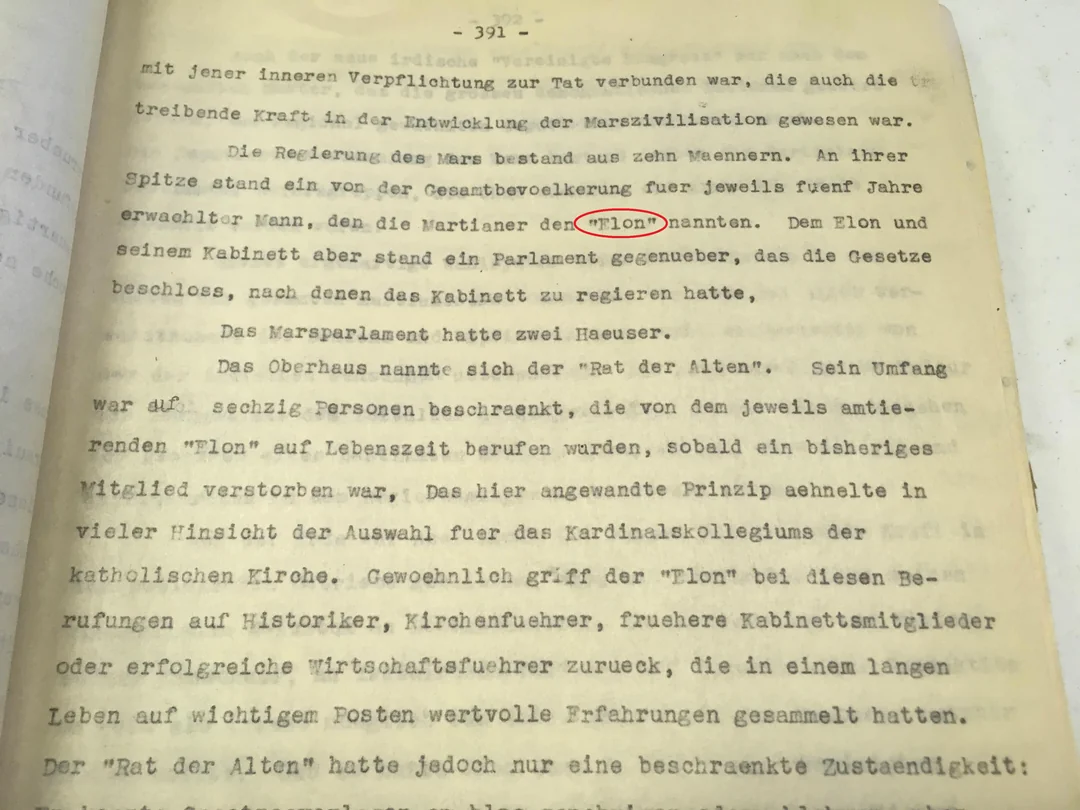 - 391 -
mit jener inneren Verpflichtung zur Tat verbunden war, die auch die
treibende Kraft in der Entwicklung der Marszivilisation gewesen war.
Die Regierung des Mars bestand aus zehn Maennern. An ihrer
Spitze stand ein von der Gesamtbevoelkerung fuer jeweils fuenf Jahre
erwaehlter Mann, den die Martianer den "Elon" nannten. Dem Elon und
seinem Kabinett aber stand ein Parlament gegenueber, das die Gesetze
beschloss, nach denen das Kabinett zu regieren hatte,
Das Marsparlament hatte zwei Haeuser.
Das Oberhaus nannte sich der "Rat der Alten". Sein Umfang
war auf sechzig Personen beschraenkt, die von dem jeweils amtie-
renden "Elon" auf Lebenszeit berufen wurden, sobald ein bisheriges
Mitglied verstorben war, Das hier angewandte Prinzip aehnelte in
vieler Hinsicht der Auswahl fuer das Kardinalskollegiums der
katholischen Kirche. Gewoehnlich griff der "Elon" bei diesen Be-
rufungen auf Historiker, Kirchenfuehrer, fruehere Kabinettsmitglieder
oder erfolgreiche Wirtschaftsfuehrer zurueck, die in einem langen
Leben auf wichtigem Posten wertvolle Erfahrungen gesammelt hatten.
Der "Rat der Alten" hatte jedoch nur eine beschraenkte Zustaendigkeit: